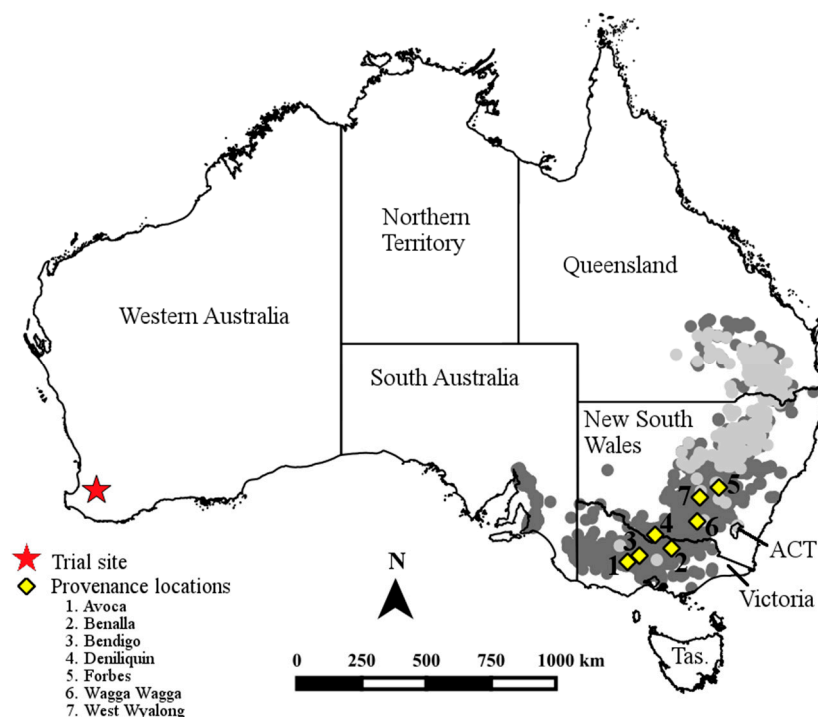 Northern
Territory
Queensland
Western Australia
South Australia
New South
Wales
7
5
6
4
3
2
1
ACT
Victoria
Tas.
Trial site
Provenance locations
1. Avoca
2. Benalla
3. Bendigo
4. Deniliquin
5. Forbes
6. Wagga Wagga
7. West Wyalong
N
0 250 500 750 1000 km